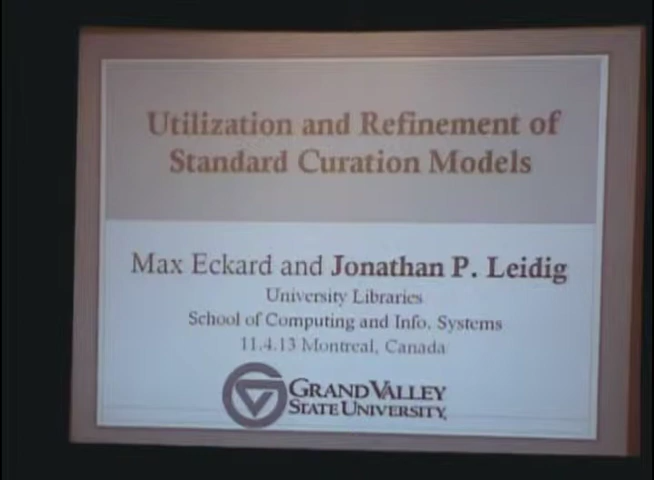 Utilization and Refinement of
Standard Curation Models
Max Eckard and Jonathan P. Leidig
University Libraries
School of Computing and Info. Systems
11.4.13 Montreal, Canada
GRAND VALLEY
STATE UNIVERSITY.